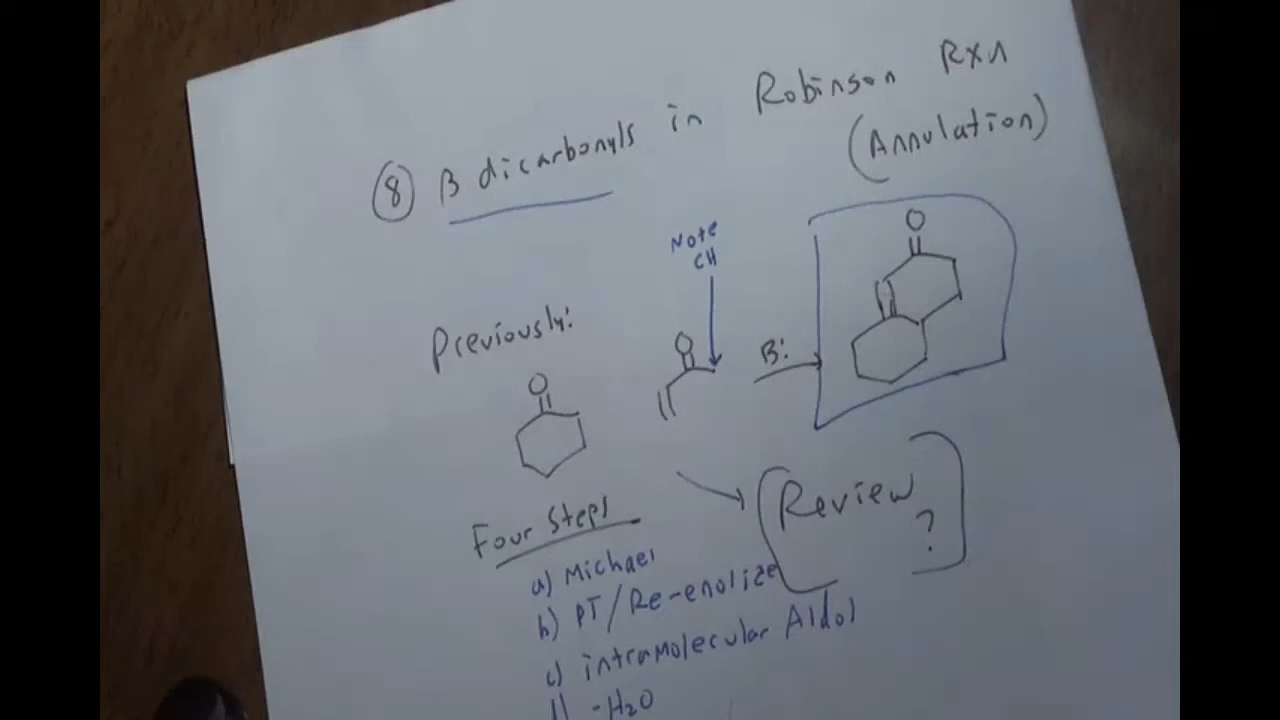 ⑧ β dicarbonyls in Robinson Rxn
(Annulation)
Note
CH
Previously:
O
O
B:
O
Four Steps
a) Michael
b) PT/Re-enolize
c) intramolecular Aldol
d) -H2O
Review
?